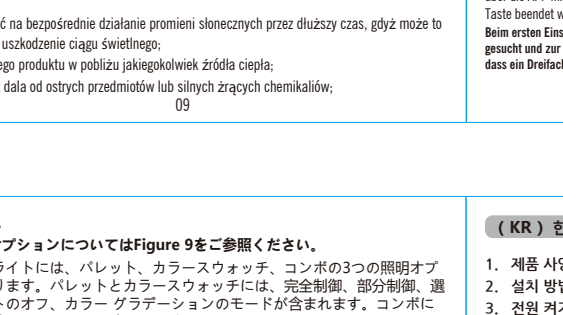 ć na bezpośrednie działanie promieni słonecznych przez dłuższy czas, gdyż może to
uszkodzenie ciągu świetlnego;
ego produktu w pobliżu jakiegokolwiek źródła ciepła;
dala od ostrych przedmiotów lub silnych żrących chemikaliów;
09
Taste beendet w
Beim ersten Eins
gesucht und zur
dass ein Dreifach
プションについてはFigure 9をご参照ください。
ライトには、パレット、カラースウォッチ、コンボの3つの照明オプ
ります。パレットとカラースウォッチには、完全制御、部分制御、選
トのオフ、カラー グラデーションのモードが含まれます。コンボに
( KR ) 한
1. 제품 사양
2. 설치 방법
3. 전원 켜기